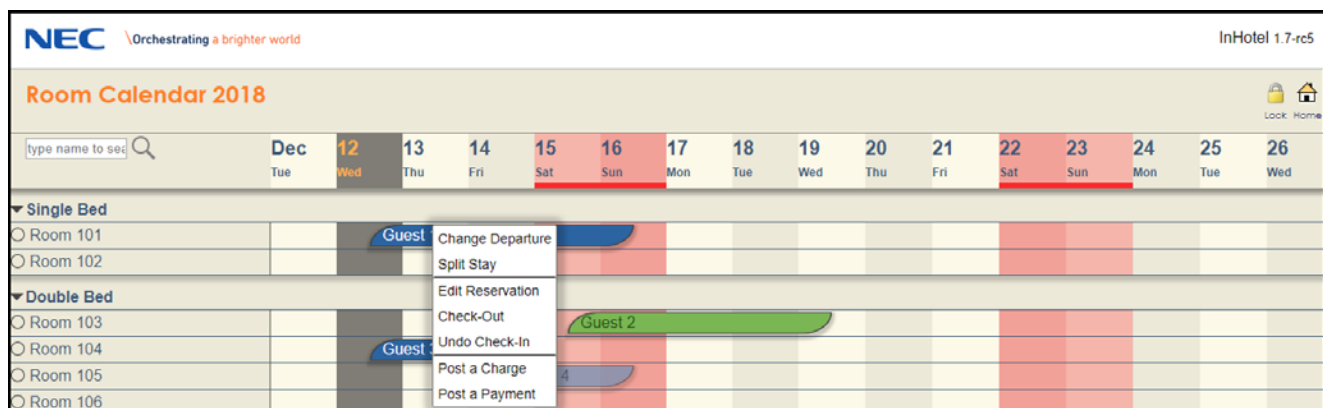 NEC \Orchestrating a brighter world InHotel 1.7-rc5
Room Calendar 2018
Lock Home
type name to sea Dec 12 13 14 15 16 17 18 19 20 21 22 23 24 25 26
Tue Wed Thu Fri Sat Sun Mon Tue Wed Thu Fri Sat Sun Mon Tue Wed
Single Bed
Room 101 Guest Change Departure
Room 102 Split Stay
Double Bed Edit Reservation
Room 103 Check-Out Guest 2
Room 104 Guest Undo Check-In
Room 105 Post a Charge 4
Room 106 Post a Payment